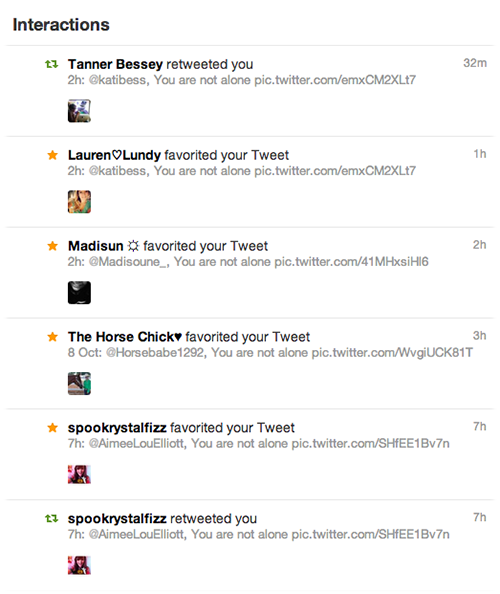 Interactions
Tanner Bessey retweeted you 32m
2h: @katibess, You are not alone pic.twitter.com/emxCM2XLt7
Lauren♡Lundy favorited your Tweet 1h
2h: @katibess, You are not alone pic.twitter.com/emxCM2XLt7
Madisun ☼ favorited your Tweet 2h
2h: @Madisoune_, You are not alone pic.twitter.com/41MHxsiHl6
The Horse Chick♥ favorited your Tweet 3h
8 Oct: @Horsebabe1292, You are not alone pic.twitter.com/WvgiUCK81T
spookrystalfizz favorited your Tweet 7h
7h: @AimeeLouElliott, You are not alone pic.twitter.com/SHfEE1Bv7n
spookrystalfizz retweeted you 7h
7h: @AimeeLouElliott, You are not alone pic.twitter.com/SHfEE1Bv7n